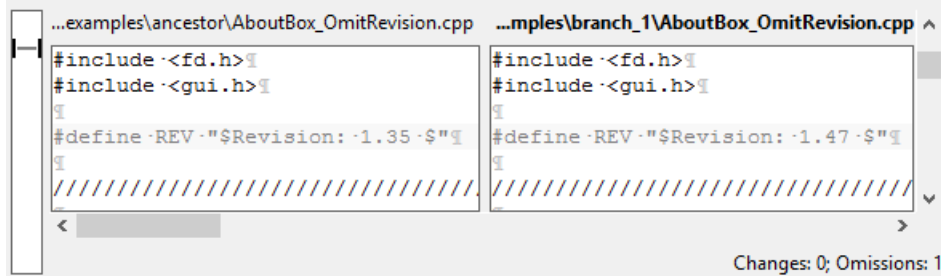 ...examples\ancestor\AboutBox_OmitRevision.cpp
...mples\branch_1\AboutBox_OmitRevision.cpp
#include·<fd.h>¶
#include·<gui.h>¶
¶
#define·REV·"$Revision:·1.35·$"¶
¶
//////////////////////////////////.
#include·<fd.h>¶
#include·<gui.h>¶
¶
#define·REV·"$Revision:·1.47·$"¶
¶
//////////////////////////////////
Changes: 0; Omissions: 1